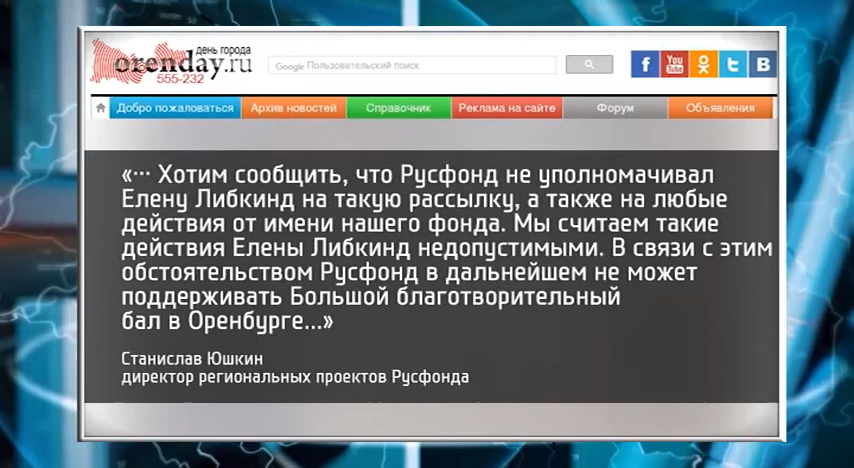 день города
orenday.ru
555-232
Google Пользовательский поиск
f You Tube B
Добро пожаловаться Архив новостей Справочник Реклама на сайте Форум Объявления
«··· Хотим сообщить, что Русфонд не уполномачивал
Елену Либкинд на такую рассылку, а также на любые
действия от имени нашего фонда. Мы считаем такие
действия Елены Либкинд недопустимыми. В связи с этим
обстоятельством Русфонд в дальнейшем не может
поддерживать Большой благотворительный
бал в Оренбурге...»
Станислав Юшкин
директор региональных проектов Русфонда